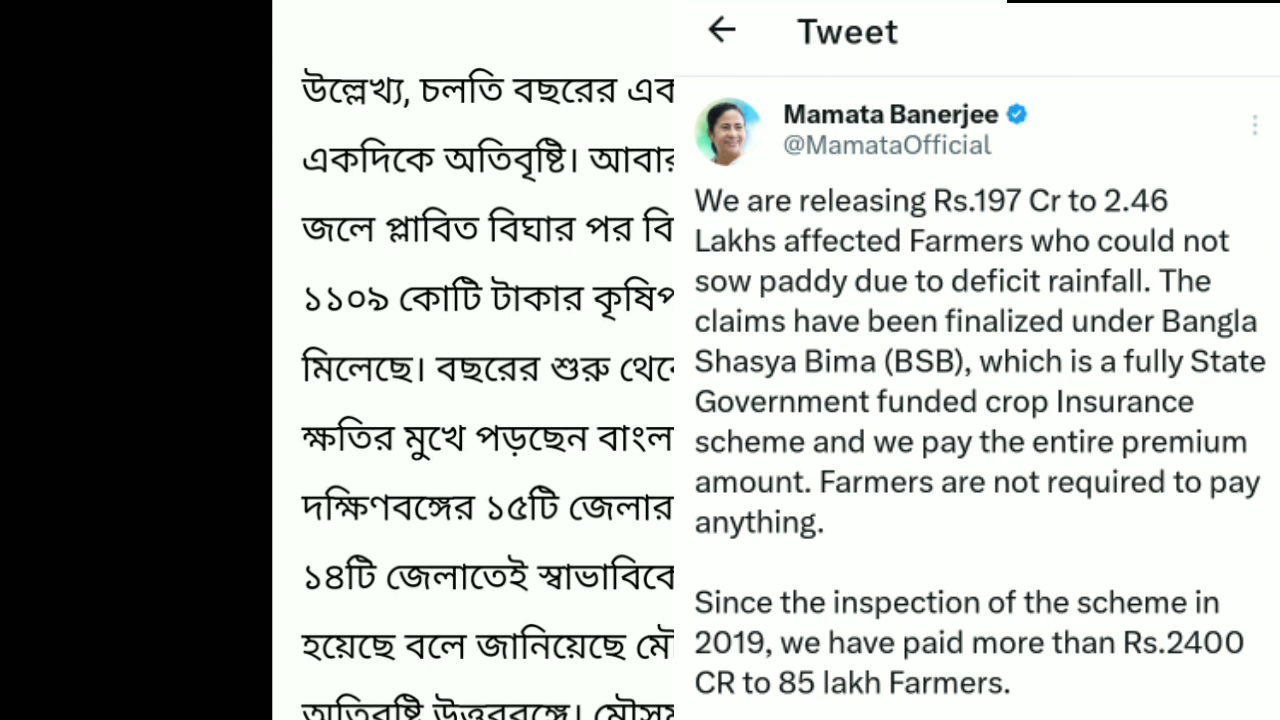 উল্লেখ্য, চলতি বছরের
একদিকে অতিবৃষ্টি।
জলে প্লাবিত বিঘার পর
১১০৯ কোটি টাকার
মিলেছে। বছরের শুরু
ক্ষতির মুখে পড়ছেন
দক্ষিণবঙ্গের ১৫টি জেলার
১৪টি জেলাতেই
হয়েছে বলে জানিয়েছে
অতিবৃষ্টি উত্তরবঙ্গে।
Tweet
Mamata Banerjee
@MamataOfficial
We are releasing Rs.197 Cr to 2.46
Lakhs affected Farmers who could not
sow paddy due to deficit rainfall. The
claims have been finalized under Bangla
Shasya Bima (BSB), which is a fully State
Government funded crop Insurance
scheme and we pay the entire premium
amount. Farmers are not required to pay
anything.
Since the inspection of the scheme in
2019, we have paid more than Rs.2400
CR to 85 lakh Farmers.